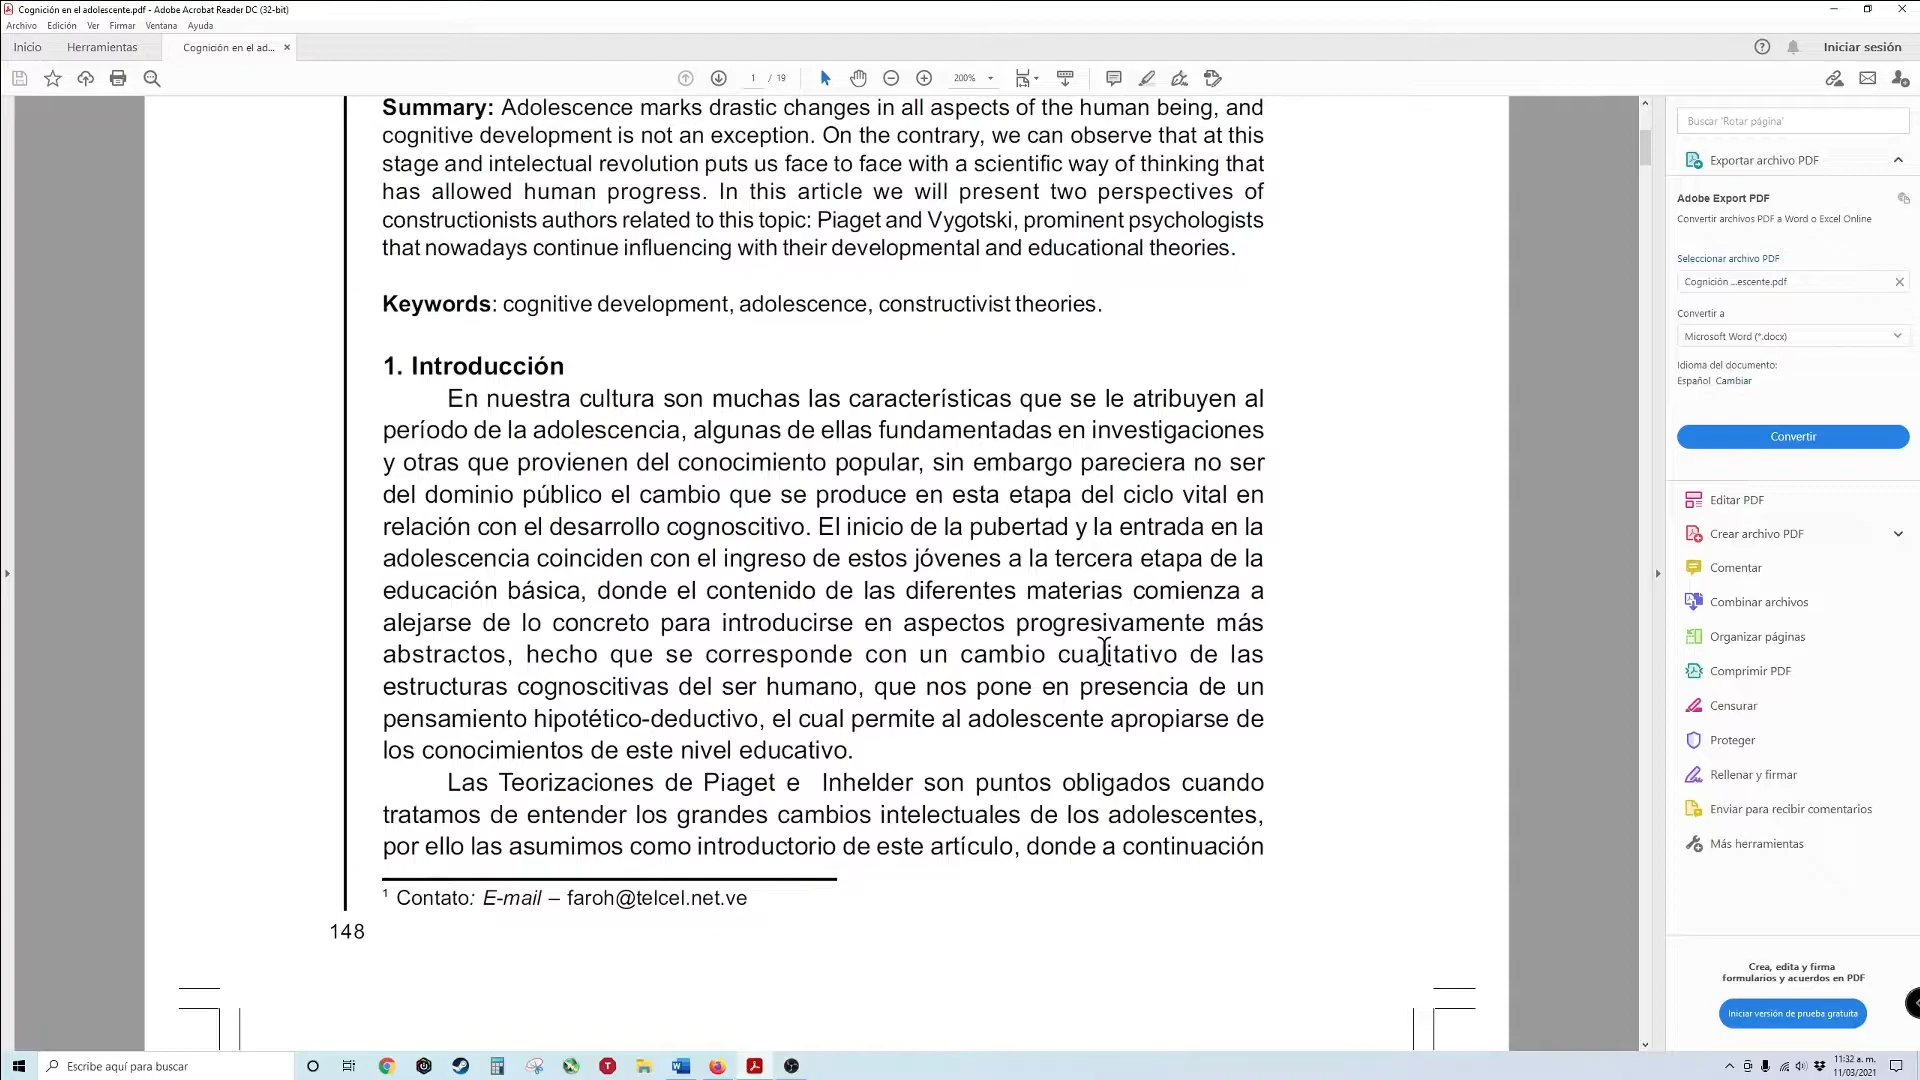 Cognición en el adolescente.pdf - Adobe Acrobat Reader DC (32-bit)
Archivo Edición Ver Firmar Ventana Ayuda
Inicio Herramientas Cognición en el ad... Iniciar sesión
1 / 19 200%
Summary: Adolescence marks drastic changes in all aspects of the human being, and
cognitive development is not an exception. On the contrary, we can observe that at this
stage and intelectual revolution puts us face to face with a scientific way of thinking that
has allowed human progress. In this article we will present two perspectives of
constructionists authors related to this topic: Piaget and Vygotski, prominent psychologists
that nowadays continue influencing with their developmental and educational theories.
Keywords: cognitive development, adolescence, constructivist theories.
1. Introducción
En nuestra cultura son muchas las características que se le atribuyen al
período de la adolescencia, algunas de ellas fundamentadas en investigaciones
y otras que provienen del conocimiento popular, sin embargo pareciera no ser
del dominio público el cambio que se produce en esta etapa del ciclo vital en
relación con el desarrollo cognoscitivo. El inicio de la pubertad y la entrada en la
adolescencia coinciden con el ingreso de estos jóvenes a la tercera etapa de la
educación básica, donde el contenido de las diferentes materias comienza a
alejarse de lo concreto para introducirse en aspectos progresivamente más
abstractos, hecho que se corresponde con un cambio cualitativo de las
estructuras cognoscitivas del ser humano, que nos pone en presencia de un
pensamiento hipotético-deductivo, el cual permite al adolescente apropiarse de
los conocimientos de este nivel educativo.
Las Teorizaciones de Piaget e Inhelder son puntos obligados cuando
tratamos de entender los grandes cambios intelectuales de los adolescentes,
por ello las asumimos como introductorio de este artículo, donde a continuación
1 Contato: E-mail – faroh@telcel.net.ve
148
Buscar 'Rotar página'
Exportar archivo PDF
Adobe Export PDF
Convertir archivos PDF a Word o Excel Online
Seleccionar archivo PDF
Cognición ...escente.pdf
Convertir a
Microsoft Word (*.docx)
Idioma del documento:
Español Cambiar
Convertir
Editar PDF
Crear archivo PDF
Comentar
Combinar archivos
Organizar páginas
Comprimir PDF
Censurar
Proteger
Rellenar y firmar
Enviar para recibir comentarios
Más herramientas
Crea, edita y firma
formularios y acuerdos en PDF
Iniciar versión de prueba gratuita
Escribe aquí para buscar
11:32 a. m.
11/03/2021